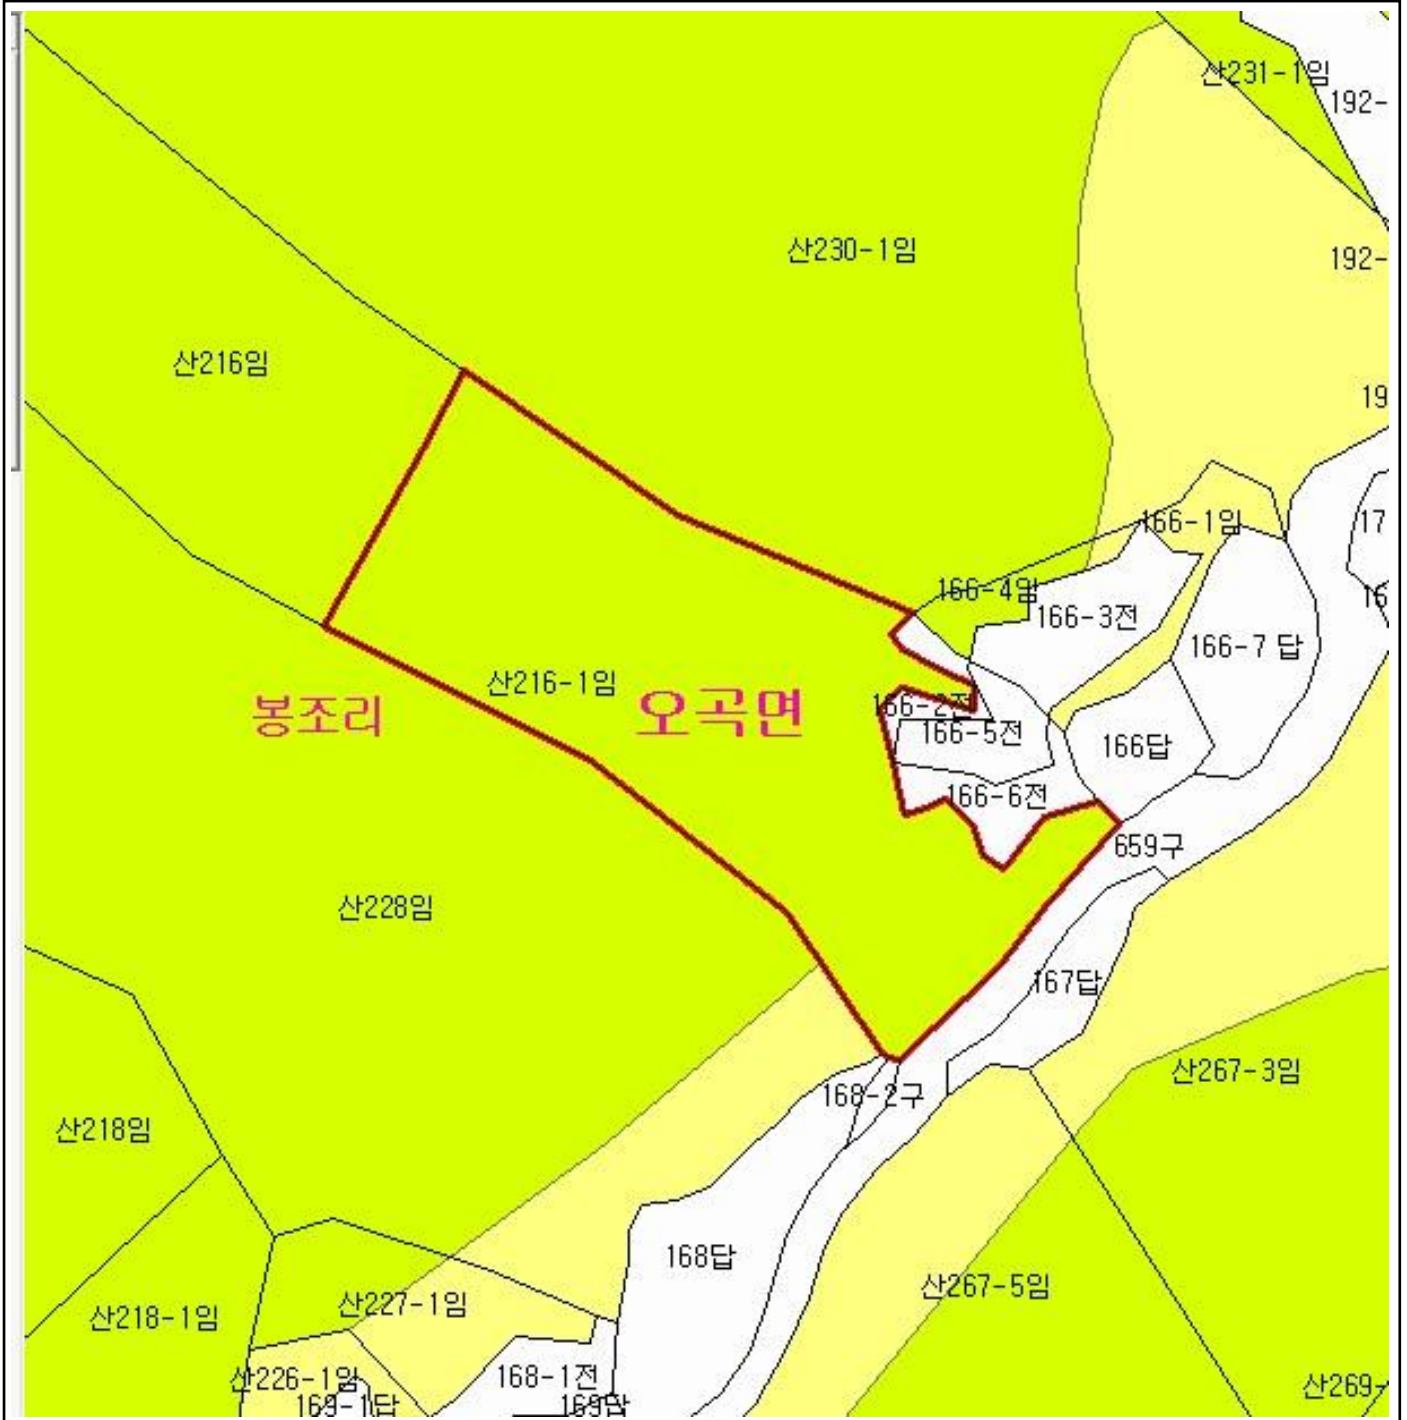 산231-1임
192-
산230-1임
192-
산216임
19
166-1임
17
166-4임
16
166-3전
166-7 답
산216-1임
오곡면
봉조리
166-2전
166-5전
166답
166-6전
659구
산228임
167답
산267-3임
168-2구
산218임
168답
산267-5임
산227-1임
산218-1임
산226-1임
168-1전
산269-
169-1답
169답